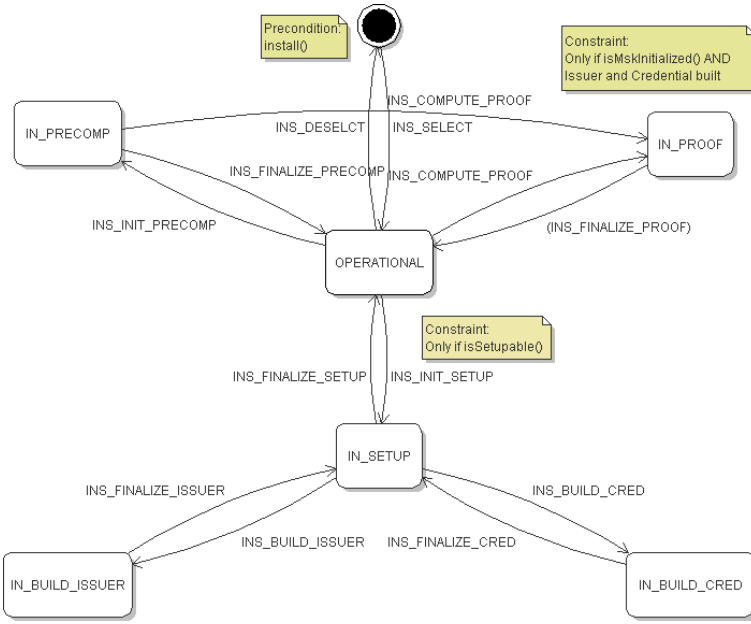 Precondition:
install()
Constraint:
Only if isMskInitialized() AND
Issuer and Credential built
INS_COMPUTE_PROOF
IN_PRECOMP
INS_DESELCT
INS_SELECT
IN_PROOF
INS_FINALIZE_PRECOMP
INS_COMPUTE_PROOF
INS_INIT_PRECOMP
(INS_FINALIZE_PROOF)
OPERATIONAL
Constraint:
Only if isSetupable()
INS_FINALIZE_SETUP
INS_INIT_SETUP
IN_SETUP
INS_FINALIZE_ISSUER
INS_BUILD_CRED
INS_BUILD_ISSUER
INS_FINALIZE_CRED
IN_BUILD_ISSUER
IN_BUILD_CRED